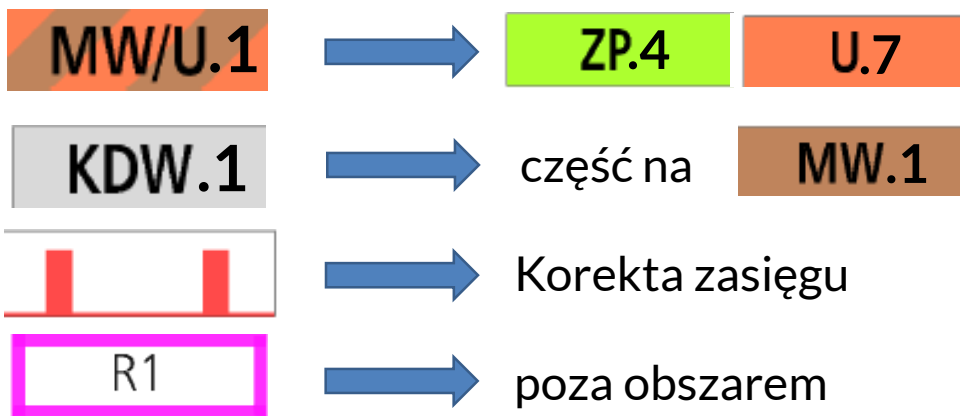 MW/U.1 ZP.4 U.7
KDW.1 część na MW.1
Korekta zasięgu
R1 poza obszarem